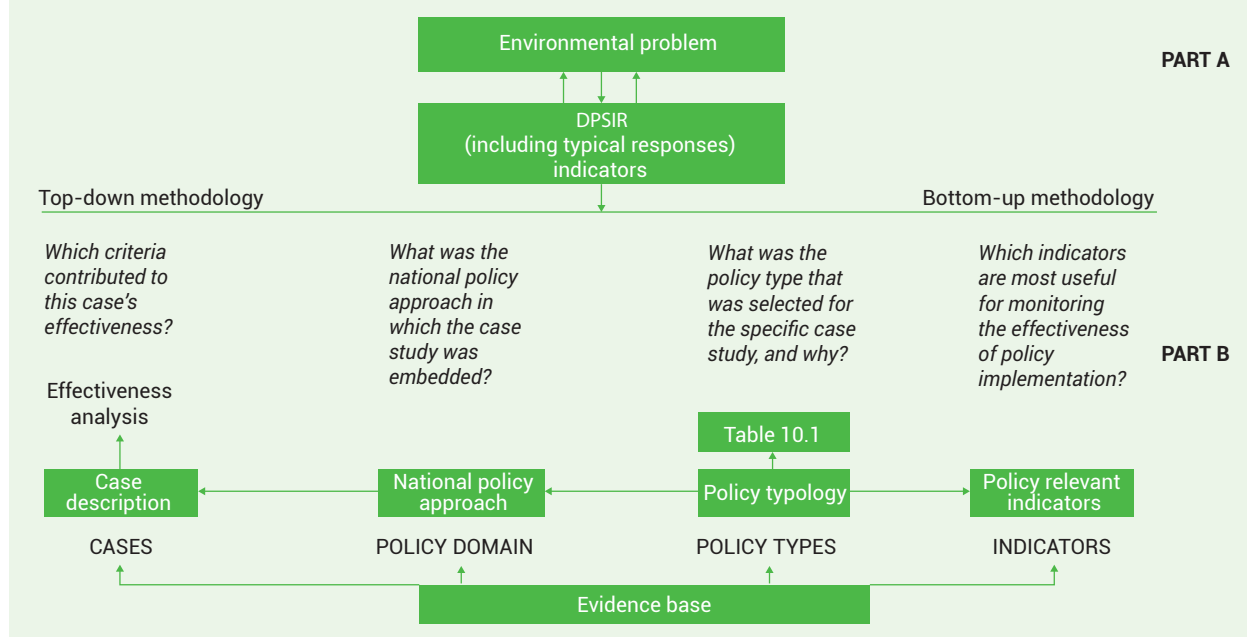 Environmental problem
PART A
DPSIR
(including typical responses)
indicators
Top-down methodology
Bottom-up methodology
Which criteria
contributed to
this case's
effectiveness?
What was the
national policy
approach in
which the case
study was
embedded?
What was the
policy type that
was selected for
the specific case
study, and why?
Which indicators
are most useful
for monitoring
the effectiveness
of policy
implementation?
PART B
Effectiveness
analysis
Table 10.1
Case
description
National policy
approach
Policy typology
Policy relevant
indicators
CASES
POLICY DOMAIN
POLICY TYPES
INDICATORS
Evidence base